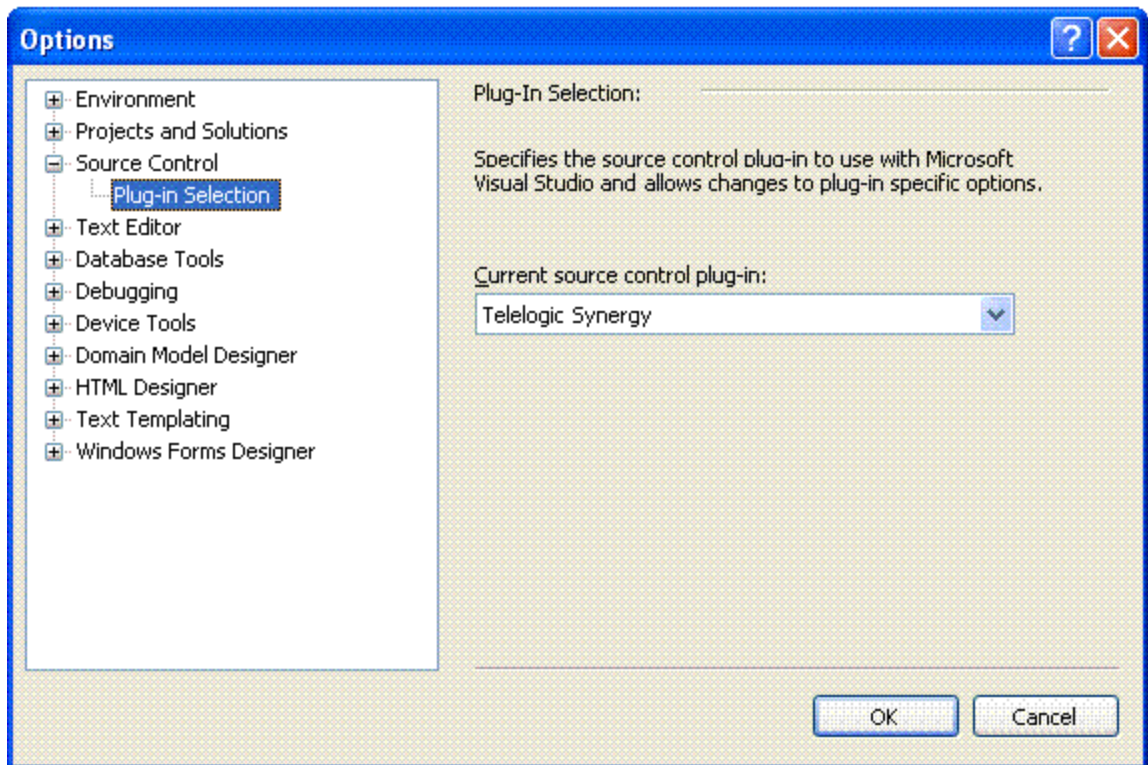 Options
Environment
Projects and Solutions
Source Control
Plug-in Selection
Text Editor
Database Tools
Debugging
Device Tools
Domain Model Designer
HTML Designer
Text Templating
Windows Forms Designer
Plug-In Selection:
Specifies the source control plug-in to use with Microsoft
Visual Studio and allows changes to plug-in specific options.
Current source control plug-in:
Telelogic Synergy
OK
Cancel